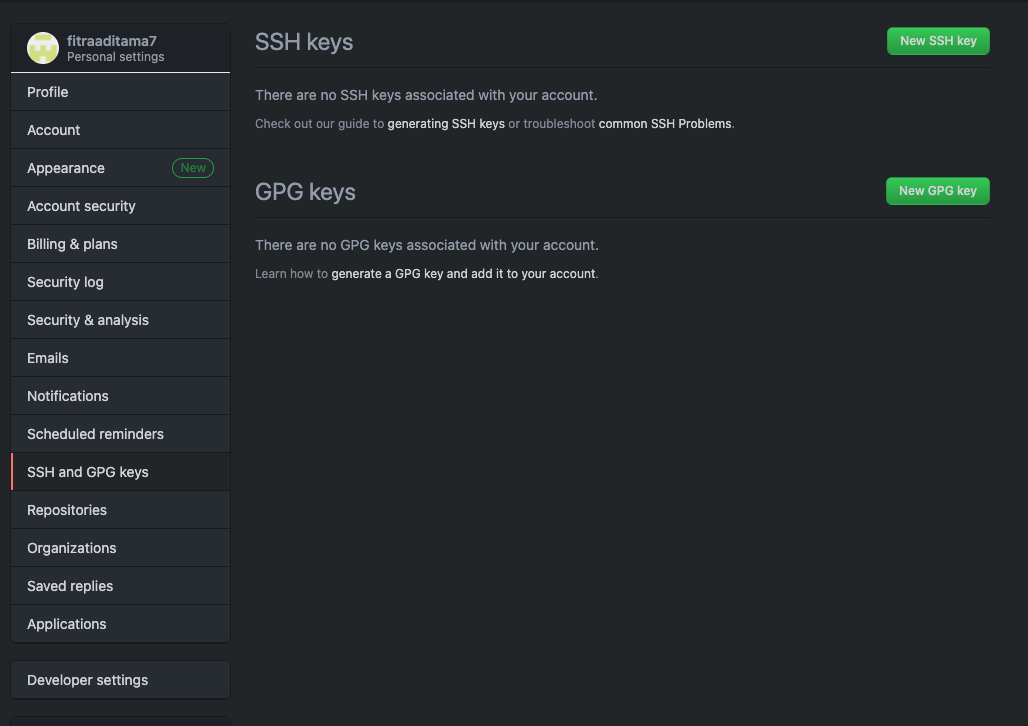 fitraaditama7
Personal settings
Profile
Account
Appearance New
Account security
Billing & plans
Security log
Security & analysis
Emails
Notifications
Scheduled reminders
SSH and GPG keys
Repositories
Organizations
Saved replies
Applications
Developer settings
SSH keys
New SSH key
There are no SSH keys associated with your account.
Check out our guide to generating SSH keys or troubleshoot common SSH Problems.
GPG keys
New GPG key
There are no GPG keys associated with your account.
Learn how to generate a GPG key and add it to your account.